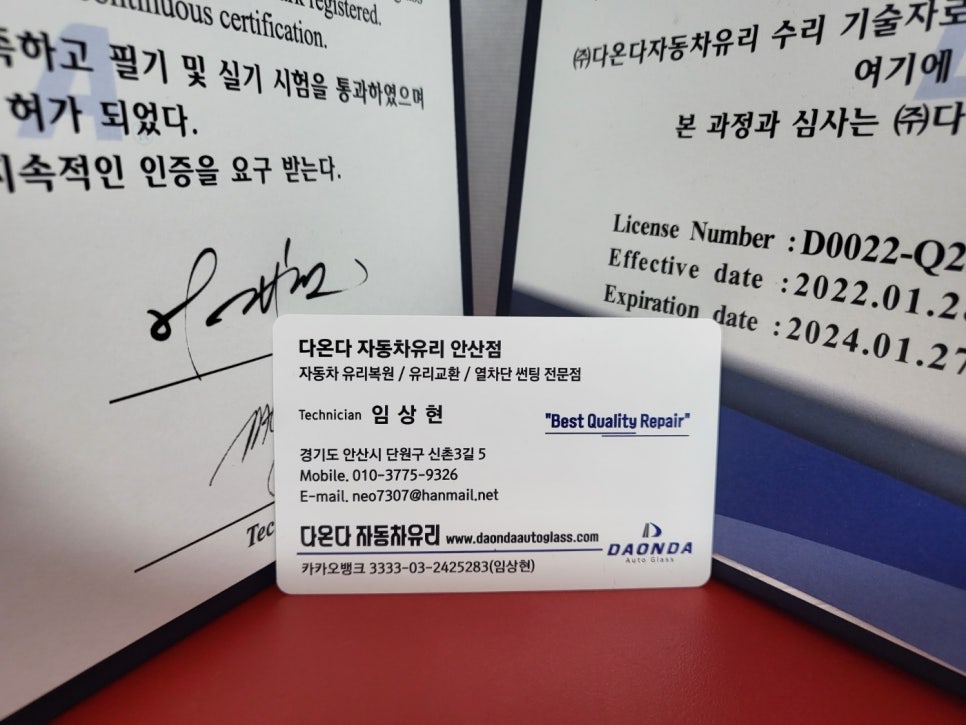 registered.
continuous certification.
하고 필기 및 실기 시험을 통과하였으며
허가 되었다.
지속적인 인증을 요구 받는다.
㈜다온다자동차유리 수리 기술자로
여기에
본 과정과 심사는 ㈜다
License Number : D0022-Q2
Effective date : 2022.01.2
Expiration date : 2024.01.27
다온다 자동차유리 안산점
자동차 유리복원 / 유리교환 / 열차단 썬팅 전문점
Technician 임 상 현
"Best Quality Repair"
경기도 안산시 단원구 신촌3길 5
Mobile. 010-3775-9326
E-mail. neo7307@hanmail.net
다온다 자동차유리 www.daondaautoglass.com
DAONDA
Auto Glass
카카오뱅크 3333-03-2425283(임상현)
Tec